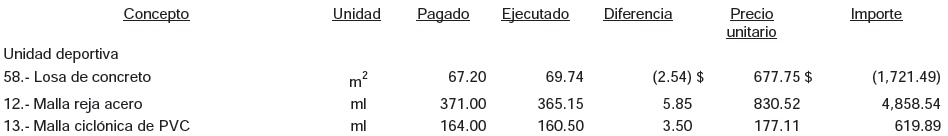 Concepto Unidad Pagado Ejecutado Diferencia Precio unitario Importe
Unidad deportiva
58.- Losa de concreto m² 67.20 69.74 (2.54) $ 677.75 $ (1,721.49)
12.- Malla reja acero ml 371.00 365.15 5.85 830.52 4,858.54
13.- Malla ciclónica de PVC ml 164.00 160.50 3.50 177.11 619.89